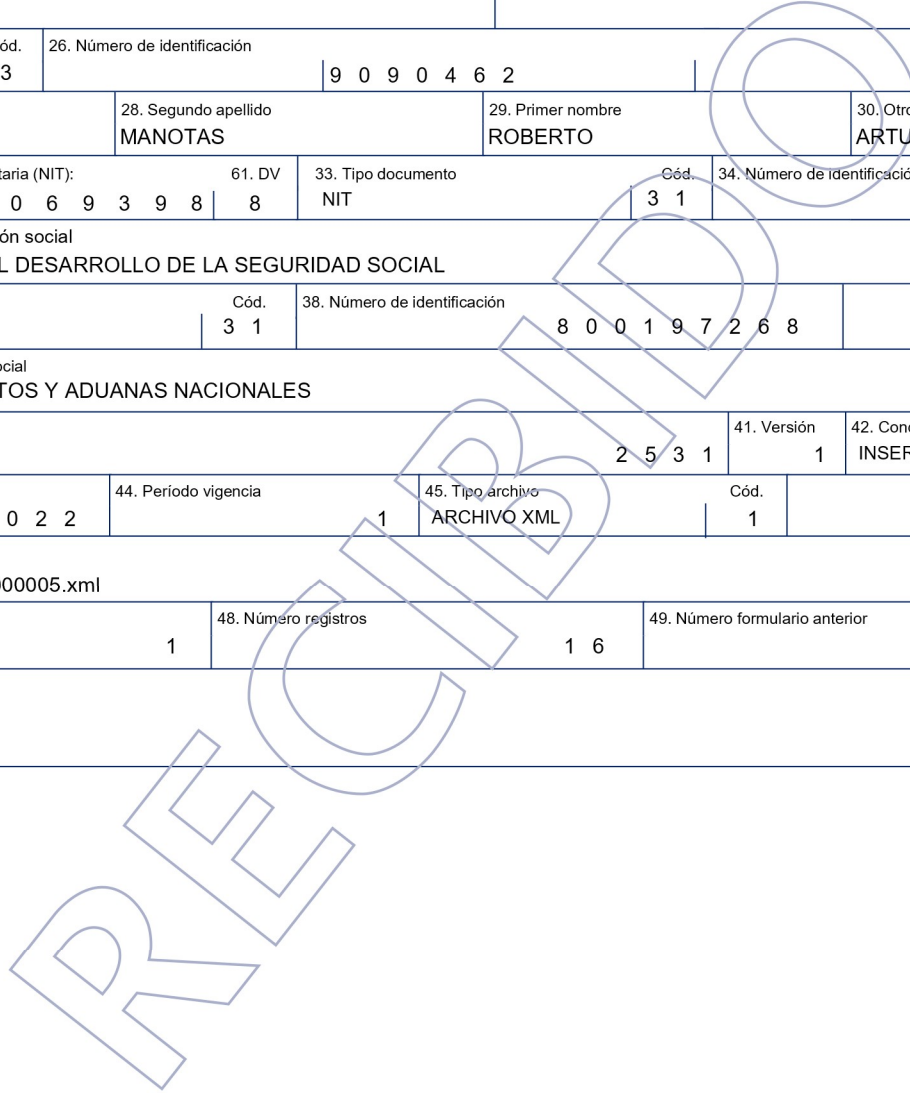 ód. 26. Número de identificación
3 9 0 9 0 4 6 2
28. Segundo apellido 29. Primer nombre 30. Otro
MANOTAS ROBERTO ARTU
taria (NIT): 61. DV 33. Tipo documento Cód. 34. Número de identificació
0 6 9 3 9 8 8 NIT 3 1
ón social
L DESARROLLO DE LA SEGURIDAD SOCIAL
Cód. 38. Número de identificación
3 1 8 0 0 1 9 7 2 6 8
ocial
TOS Y ADUANAS NACIONALES
41. Versión 42. Conc
2 5 3 1 1 INSER
44. Período vigencia 45. Tipo archivo Cód.
0 2 2 1 ARCHIVO XML 1
000005.xml
48. Número registros 49. Número formulario anterior
1 1 6
RECIBIDO